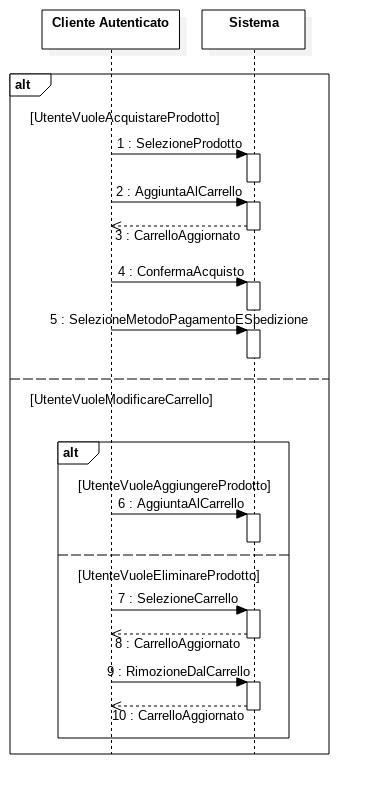 Cliente Autenticato
Sistema
alt
[UtenteVuoleAcquistareProdotto]
1 : SelezioneProdotto
2 : AggiuntaAlCarrello
3 : CarrelloAggiornato
4 : ConfermaAcquisto
5 : SelezioneMetodoPagamentoESpedizione
[UtenteVuoleModificareCarrello]
alt
[UtenteVuoleAggiungereProdotto]
6 : AggiuntaAlCarrello
[UtenteVuoleEliminareProdotto]
7 : SelezioneCarrello
8 : CarrelloAggiornato
9 : RimozioneDalCarrello
10 : CarrelloAggiornato